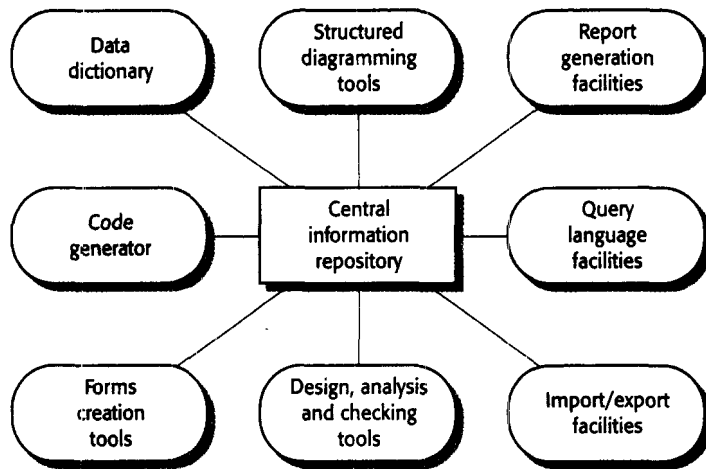 Data
dictionary
Structured
diagramming
tools
Report
generation
facilities
Code
generator
Central
information
repository
Query
language
facilities
Forms
creation
tools
Design, analysis
and checking
tools
Import/export
facilities